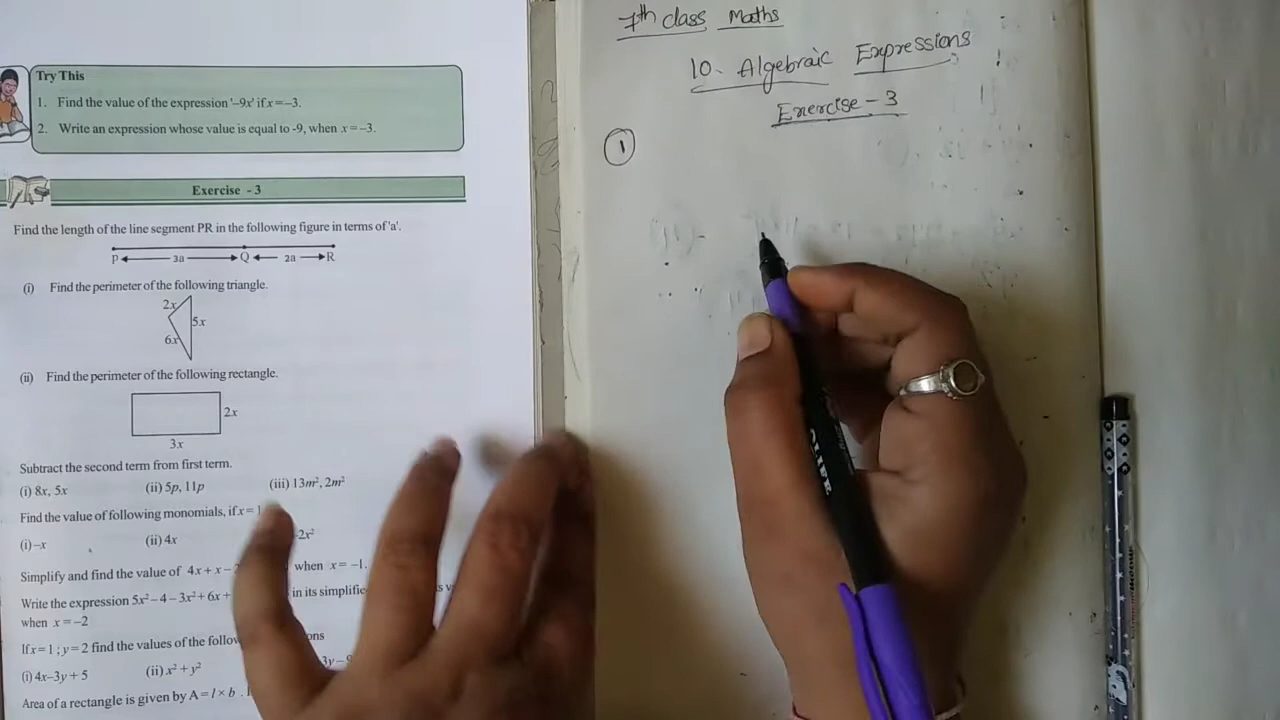 Try This
1. Find the value of the expression '–9x' if x = –3.
2. Write an expression whose value is equal to -9, when x = –3.
Exercise - 3
Find the length of the line segment PR in the following figure in terms of 'a'.
P 3a Q 2a R
(i) Find the perimeter of the following triangle.
2x
5x
6x
(ii) Find the perimeter of the following rectangle.
2x
3x
Subtract the second term from first term.
(i) 8x, 5x (ii) 5p, 11p (iii) 13m², 2m²
Find the value of following monomials, if x =
(i) –x (ii) 4x 2x²
Simplify and find the value of 4x + x – when x = –1.
Write the expression 5x² – 4 – 3x² + 6x + in its
when x = –2
If x = 1 ; y = 2 find the values of the
(i) 4x–3y + 5 (ii) x² + y² 3y –
Area of a rectangle is given by A = l × b .
7th class Maths
10. Algebraic Expressions
Exercise - 3
1